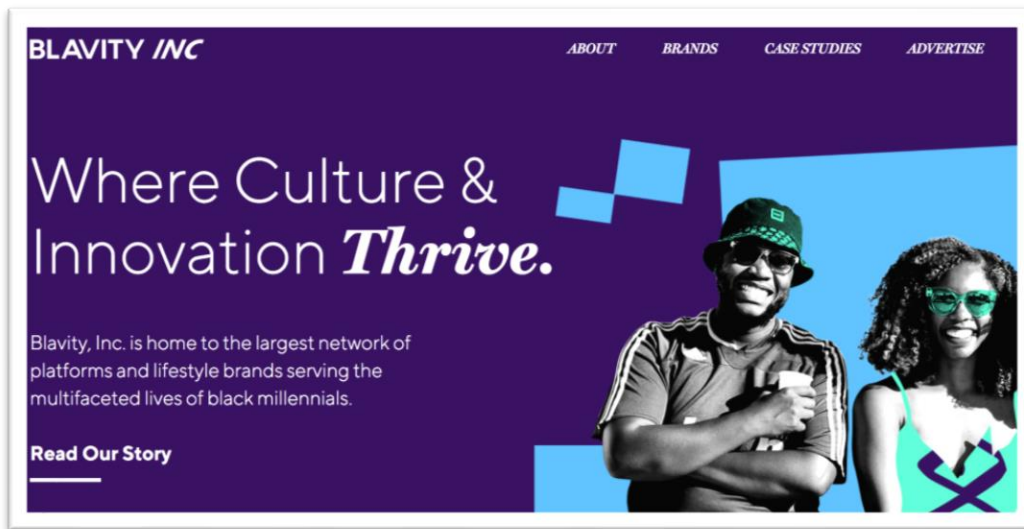 BLAVITY INC
ABOUT BRANDS CASE STUDIES ADVERTISE
Where Culture &
Innovation Thrive.
Blavity, Inc. is home to the largest network of
platforms and lifestyle brands serving the
multifaceted lives of black millennials.
Read Our Story